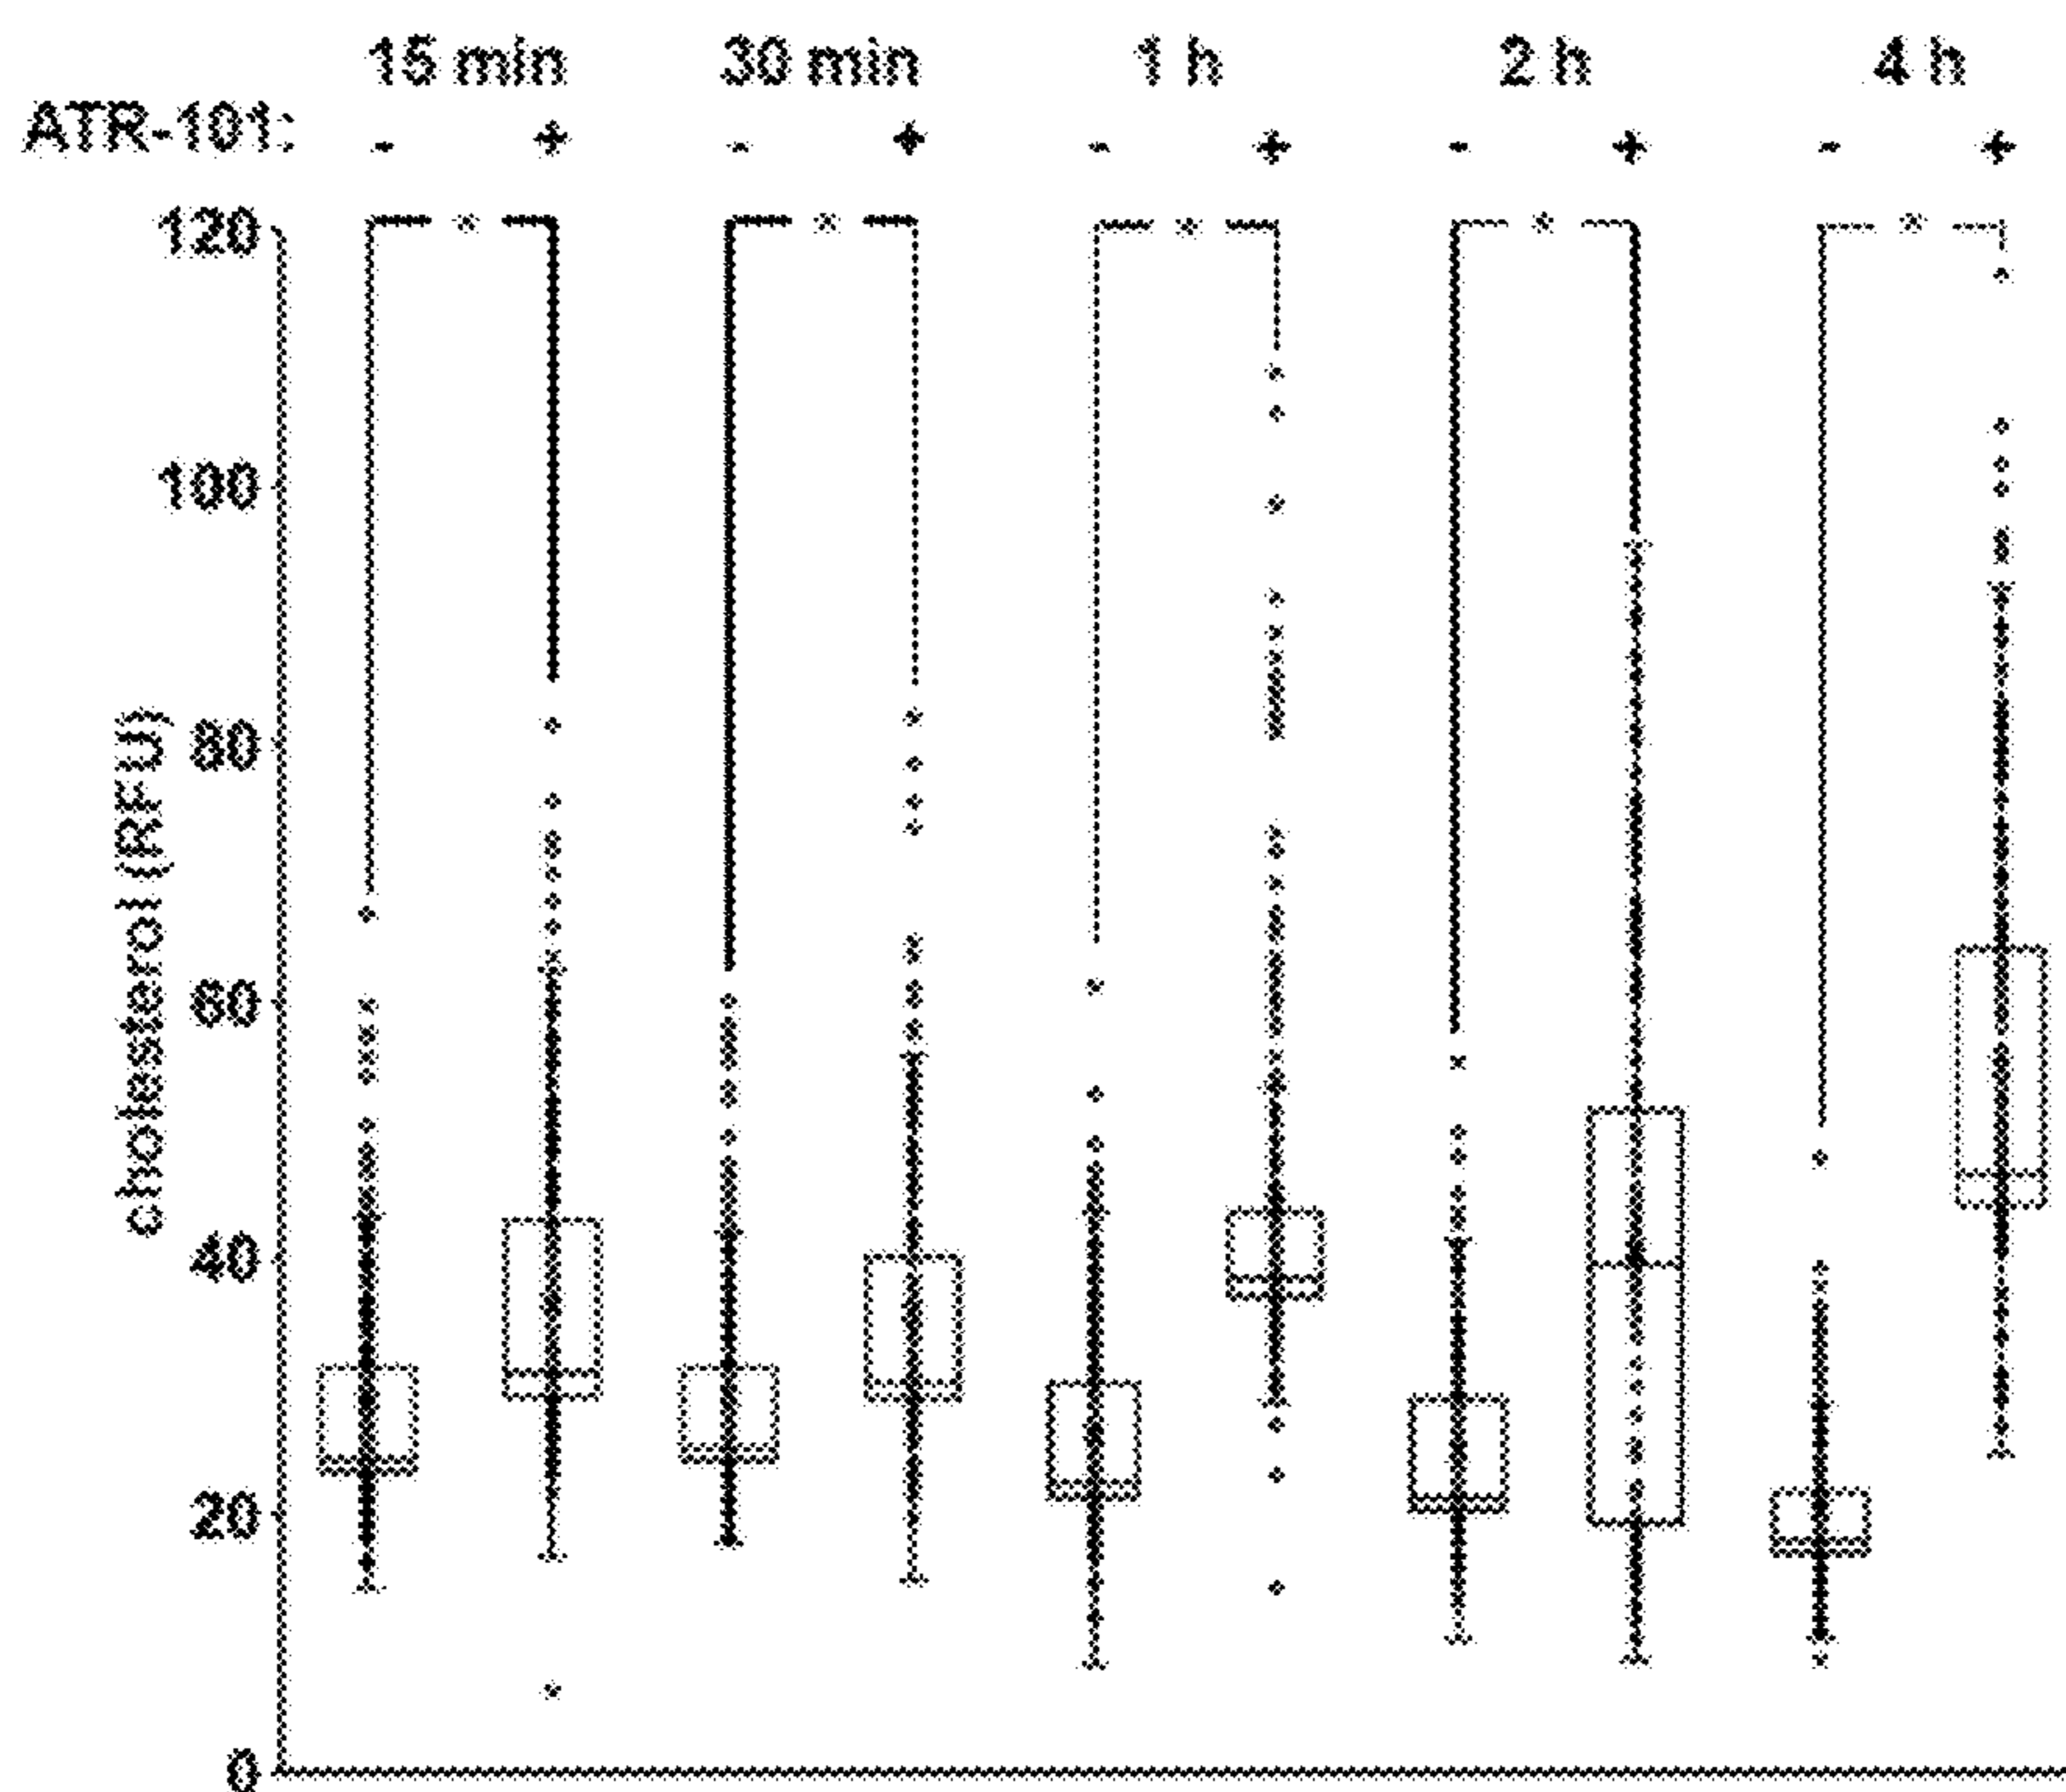 15 min 30 min 1 h 2 h 4 h
ATR-101: - + - + - + - + - +
* * * * *
120
100
80
60
40
20
0
cholesterol (RFU)